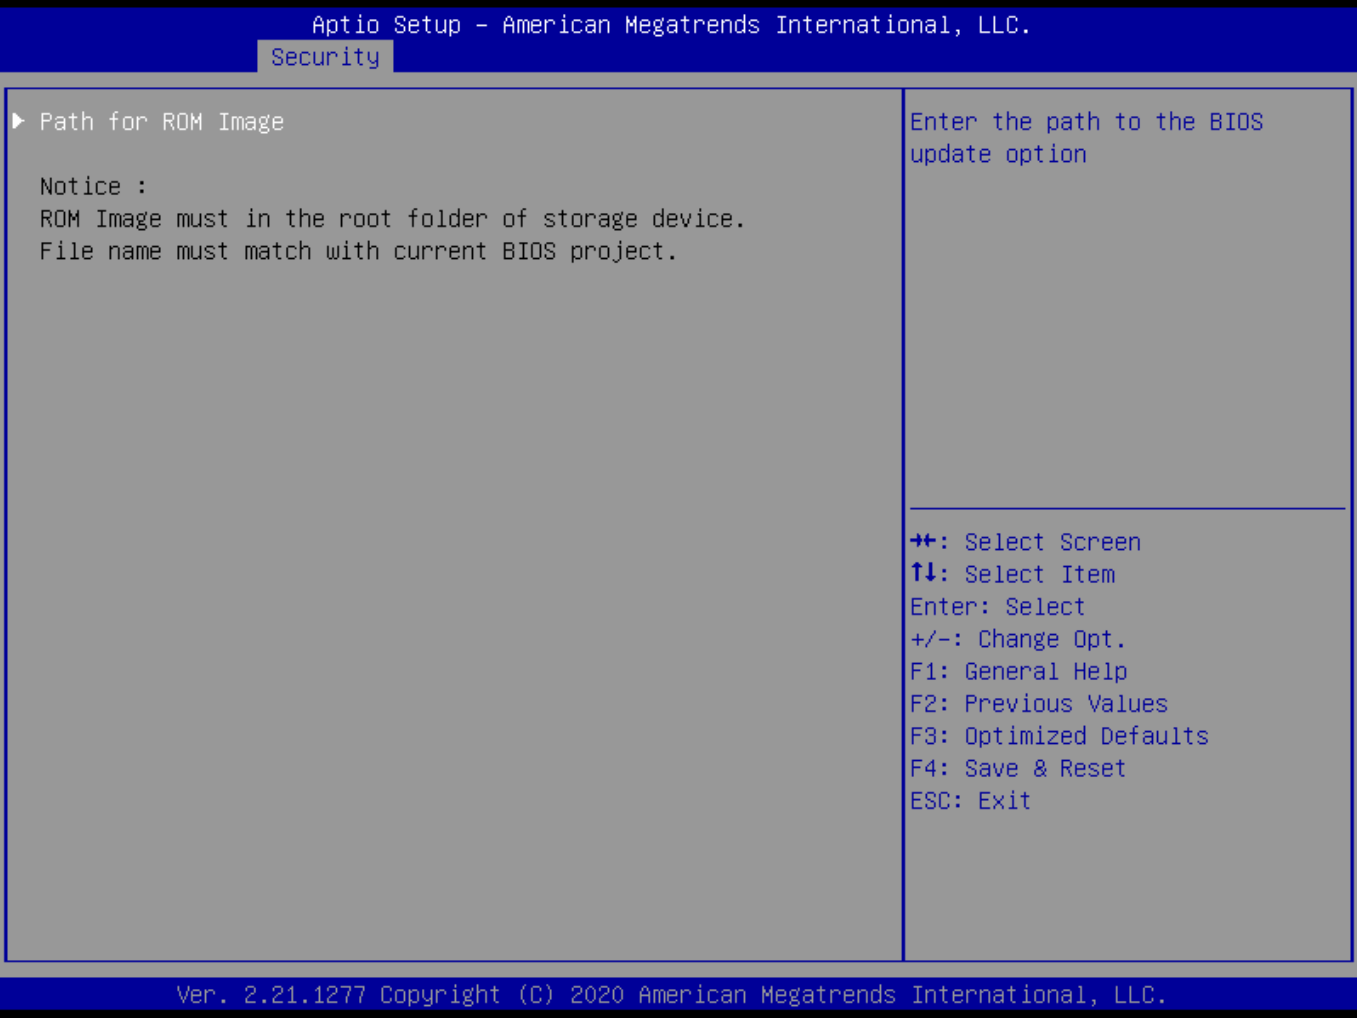 Aptio Setup – American Megatrends International, LLC.
Security
Path for ROM Image
Notice :
ROM Image must in the root folder of storage device.
File name must match with current BIOS project.
Enter the path to the BIOS
update option
→←: Select Screen
↑↓: Select Item
Enter: Select
+/-: Change Opt.
F1: General Help
F2: Previous Values
F3: Optimized Defaults
F4: Save & Reset
ESC: Exit
Ver. 2.21.1277 Copyright (C) 2020 American Megatrends International, LLC.